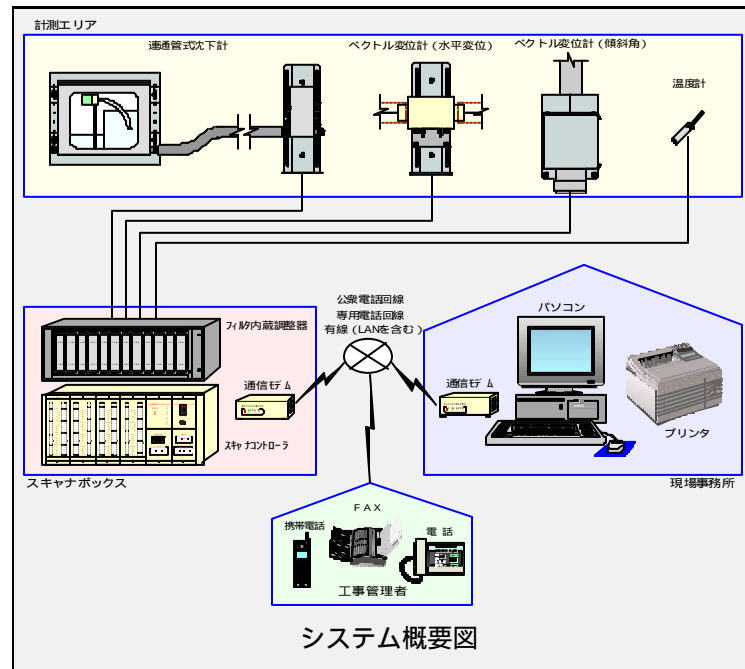 計測エリア
連通管式沈下計
ベクトル変位計(水平変位)
ベクトル変位計(傾斜角)
温度計
公衆電話回線
専用電話回線
有線(LANを含む)
フィルタ内蔵調整器
通信モデム
スキャナコントローラ
スキャナボックス
パソコン
通信モデム
プリンタ
現場事務所
FAX
携帯電話
電 話
工事管理者
システム概要図